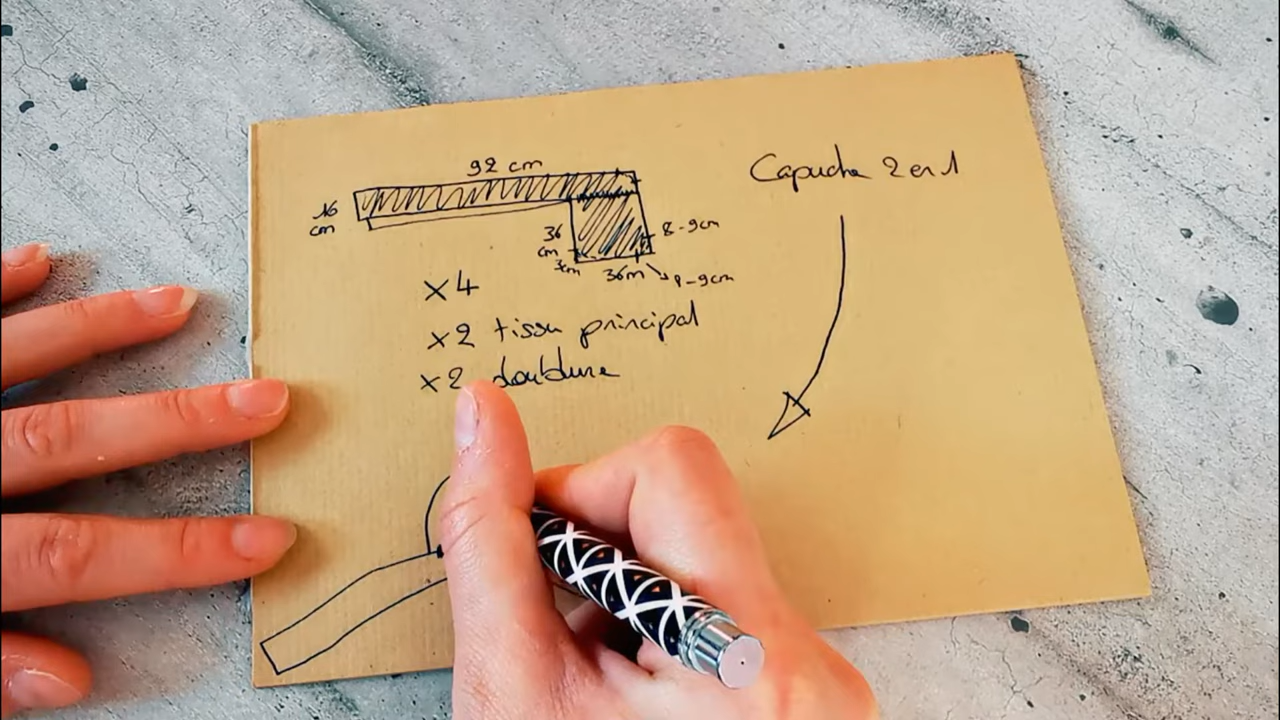 92 cm
Capuche 2 en 1
16
cm
36
cm
8-9cm
3cm
36m
8-9cm
x4
x2 tissu principal
x2 doublure